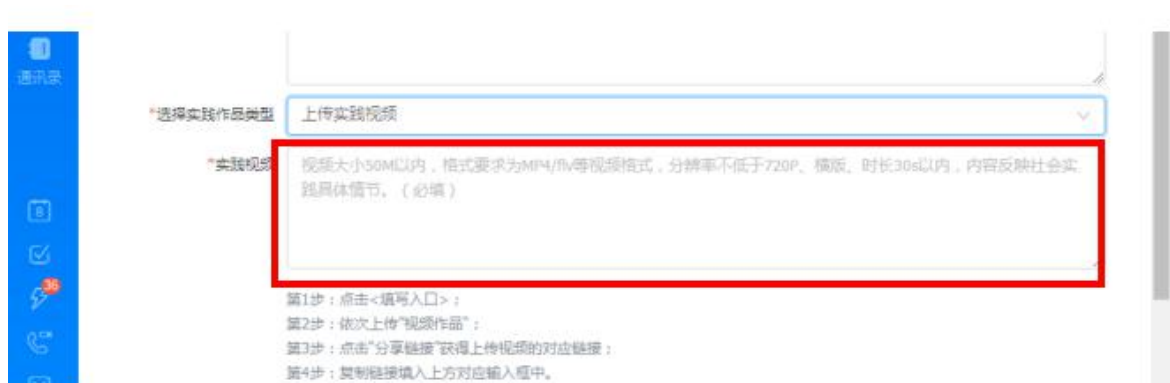 通讯录
*选择实践作品类型 上传实践视频
*实践视频 视频大小50M以内，格式要求为MP4/flv等视频格式，分辨率不低于720P、横版、时长30s以内，内容反映社会实
践具体情节。（必填）
8
36
第1步：点击<填写入口>；
第2步：依次上传"视频作品"；
第3步：点击"分享链接"获得上传视频的对应链接；
第4步：复制链接填入上方对应输入框中。